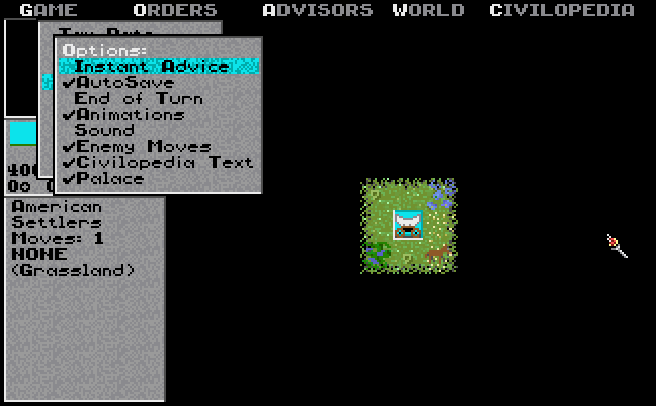 GAME ORDERS ADVISORS WORLD CIVILOPEDIA
Options:
Instant Advice
✓AutoSave
End of Turn
✓Animations
Sound
✓Enemy Moves
✓Civilopedia Text
✓Palace
American
Settlers
Moves: 1
NONE
(Grassland)